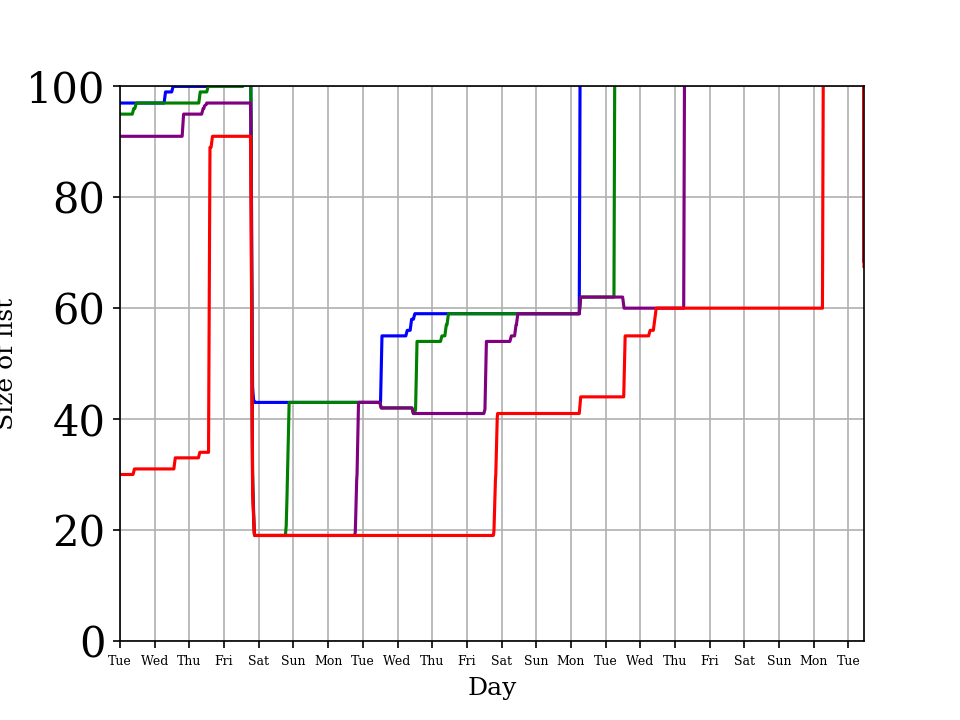 100
80
60
40
20
0
Size of list
Tue Wed Thu Fri Sat Sun Mon Tue Wed Thu Fri Sat Sun Mon Tue Wed Thu Fri Sat Sun Mon Tue
Day